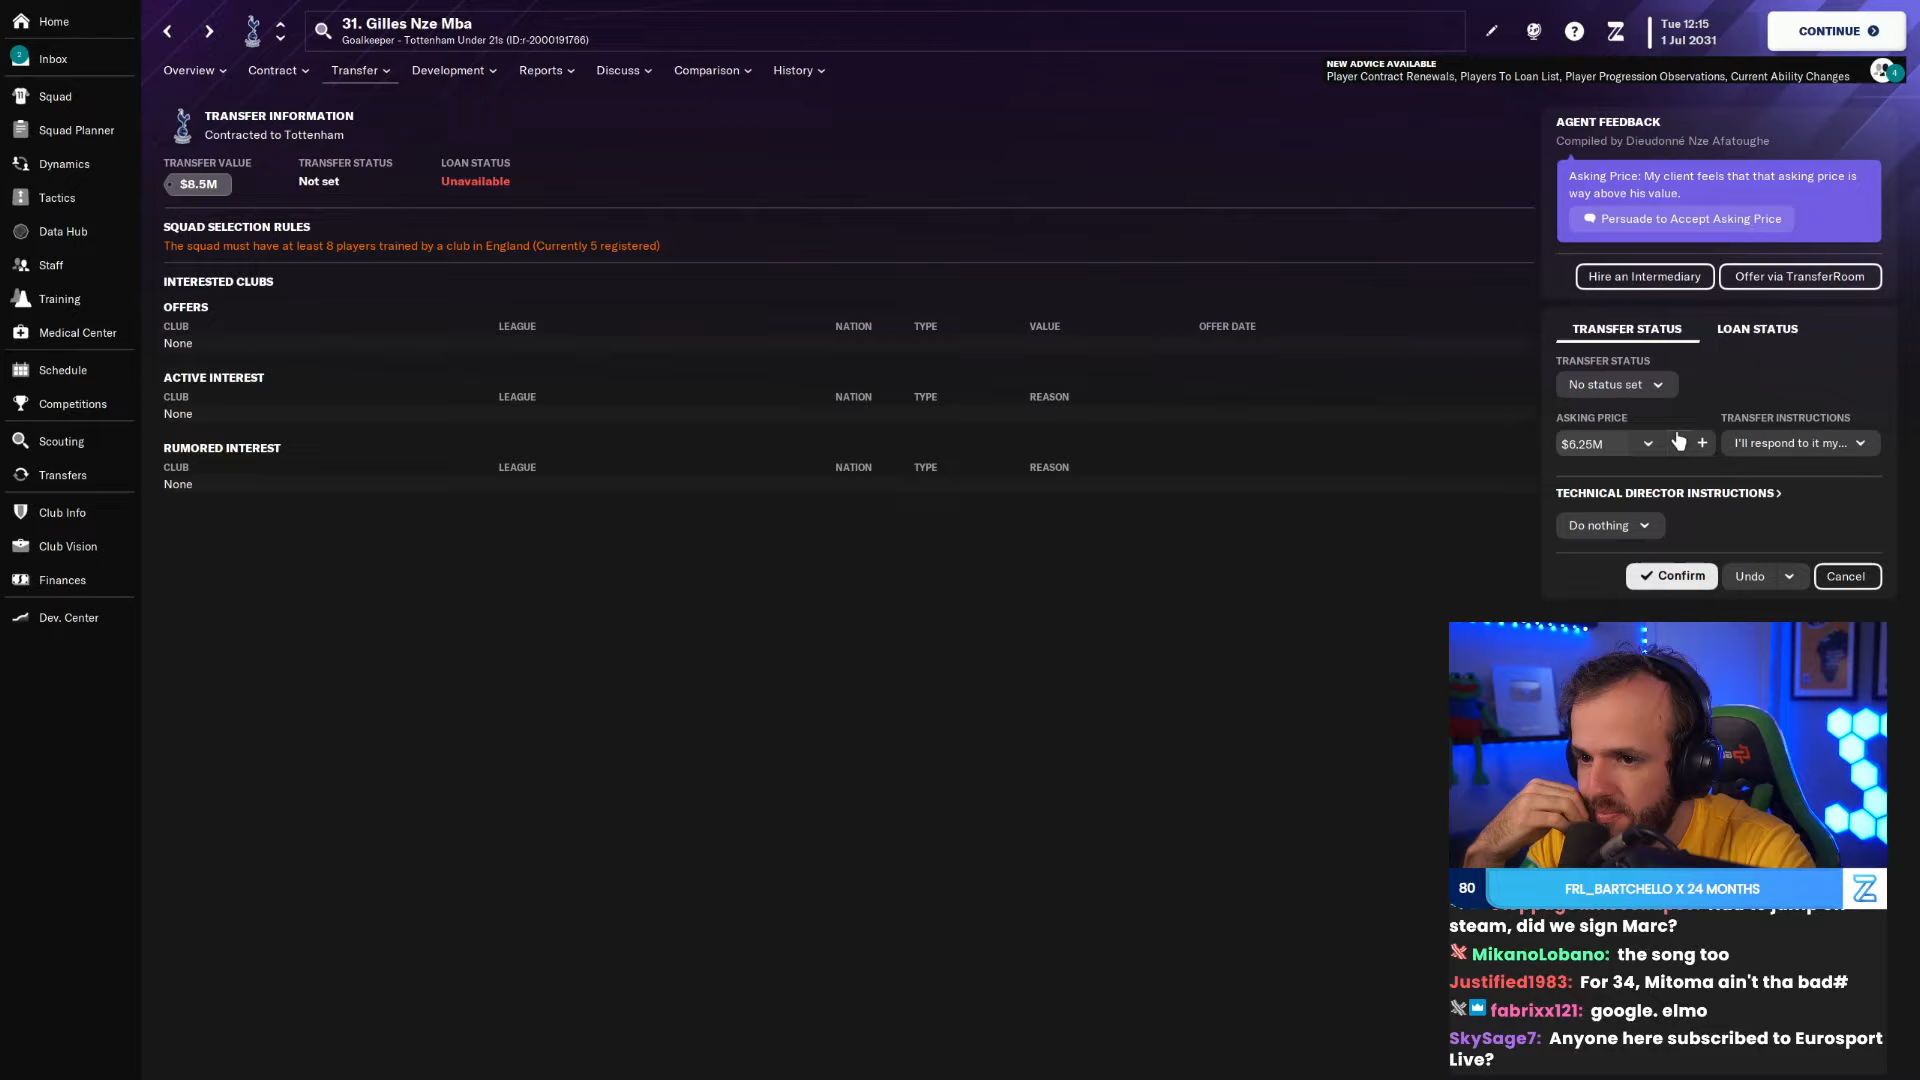 Home
Inbox
2
Squad
Squad Planner
Dynamics
Tactics
Data Hub
Staff
Training
Medical Center
Schedule
Competitions
Scouting
Transfers
Club Info
Club Vision
Finances
Dev. Center
31. Gilles Nze Mba
Goalkeeper - Tottenham Under 21s (ID:r-2000191766)
Tue 12:15
1 Jul 2031
CONTINUE
Overview
Contract
Transfer
Development
Reports
Discuss
Comparison
History
NEW ADVICE AVAILABLE
Player Contract Renewals, Players To Loan List, Player Progression Observations, Current Ability Changes
4
TRANSFER INFORMATION
Contracted to Tottenham
TRANSFER VALUE TRANSFER STATUS LOAN STATUS
$8.5M Not set Unavailable
SQUAD SELECTION RULES
The squad must have at least 8 players trained by a club in England (Currently 5 registered)
INTERESTED CLUBS
OFFERS
CLUB LEAGUE NATION TYPE VALUE OFFER DATE
None
ACTIVE INTEREST
CLUB LEAGUE NATION TYPE REASON
None
RUMORED INTEREST
CLUB LEAGUE NATION TYPE REASON
None
AGENT FEEDBACK
Compiled by Dieudonné Nze Afatoughe
Asking Price: My client feels that that asking price is
way above his value.
Persuade to Accept Asking Price
Hire an Intermediary Offer via TransferRoom
TRANSFER STATUS LOAN STATUS
TRANSFER STATUS
No status set
ASKING PRICE TRANSFER INSTRUCTIONS
$6.25M + I'll respond to it my...
TECHNICAL DIRECTOR INSTRUCTIONS >
Do nothing
Confirm Undo Cancel
80 FRL_BARTCHELLO X 24 MONTHS
steam, did we sign Marc?
MikanoLobano: the song too
Justified1983: For 34, Mitoma ain't tha bad#
fabrixx121: google. elmo
SkySage7: Anyone here subscribed to Eurosport
Live?